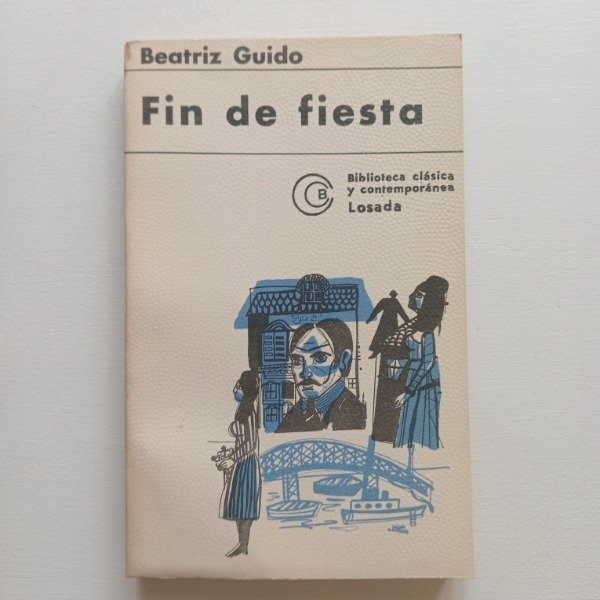 Beatriz Guido
Fin de fiesta
B
Biblioteca clásica
y contemporánea
Losada